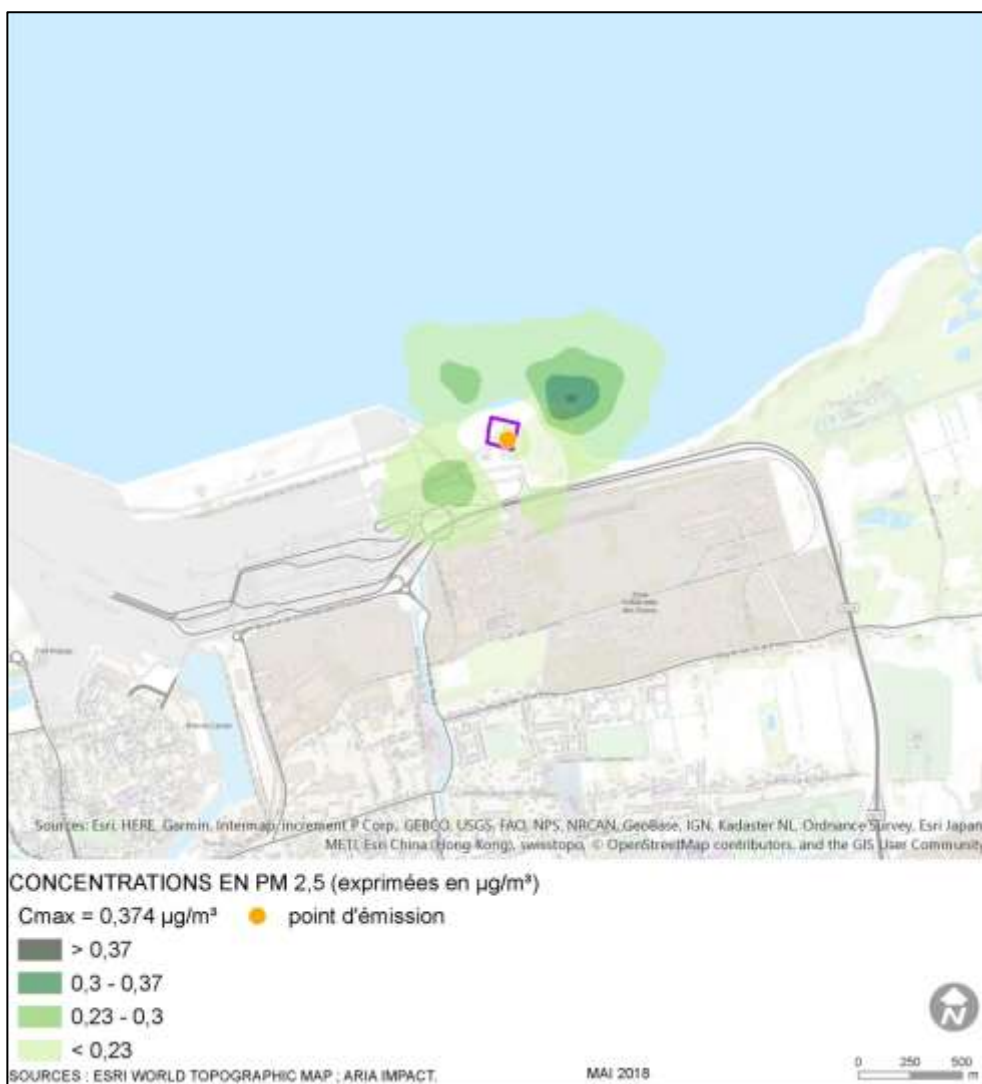 Sources: Esri, HERE, Garmin, Intermap, increment P Corp., GEBCO, USGS, FAO, NPS, NRCAN, GeoBase, IGN, Kadaster NL, Ordnance Survey, Esri Japan,
METI, Esri China (Hong Kong), swisstopo, © OpenStreetMap contributors, and the GIS User Community
CONCENTRATIONS EN PM 2,5 (exprimées en µg/m³)
Cmax = 0,374 µg/m³ point d'émission
> 0,37
0,3 - 0,37
0,23 - 0,3
< 0,23
N
0 250 500
m
SOURCES : ESRI WORLD TOPOGRAPHIC MAP ; ARIA IMPACT. MAI 2018